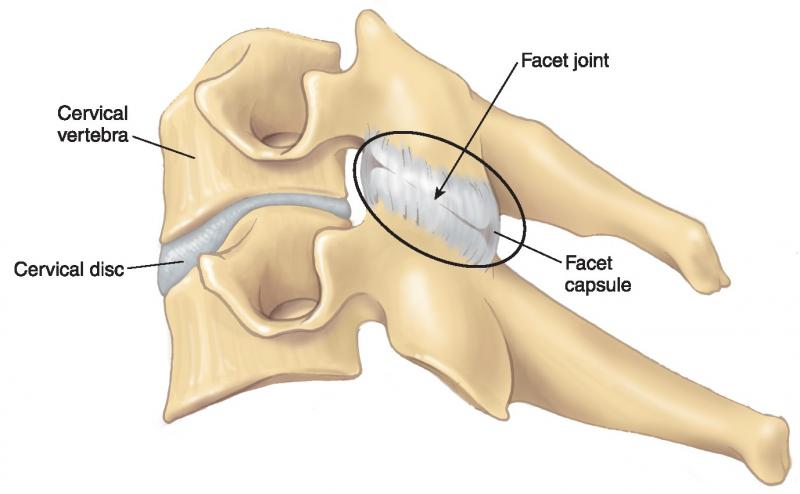 Facet joint
Cervical
vertebra
Cervical disc
Facet
capsule